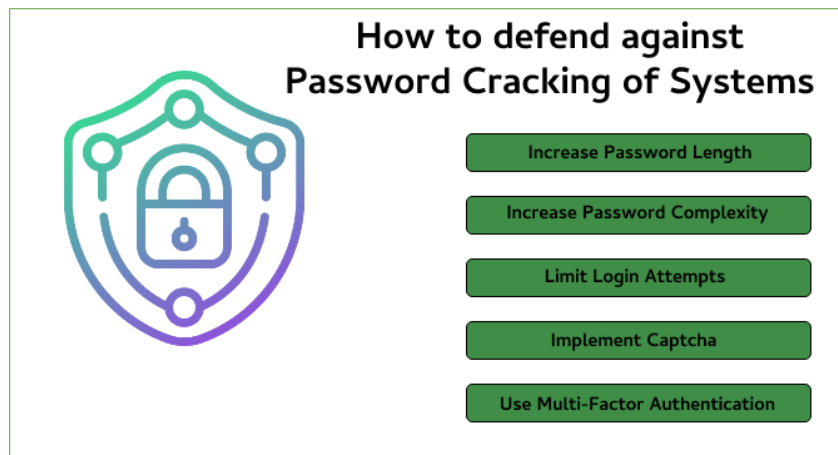 How to defend against
Password Cracking of Systems
Increase Password Length
Increase Password Complexity
Limit Login Attempts
Implement Captcha
Use Multi-Factor Authentication